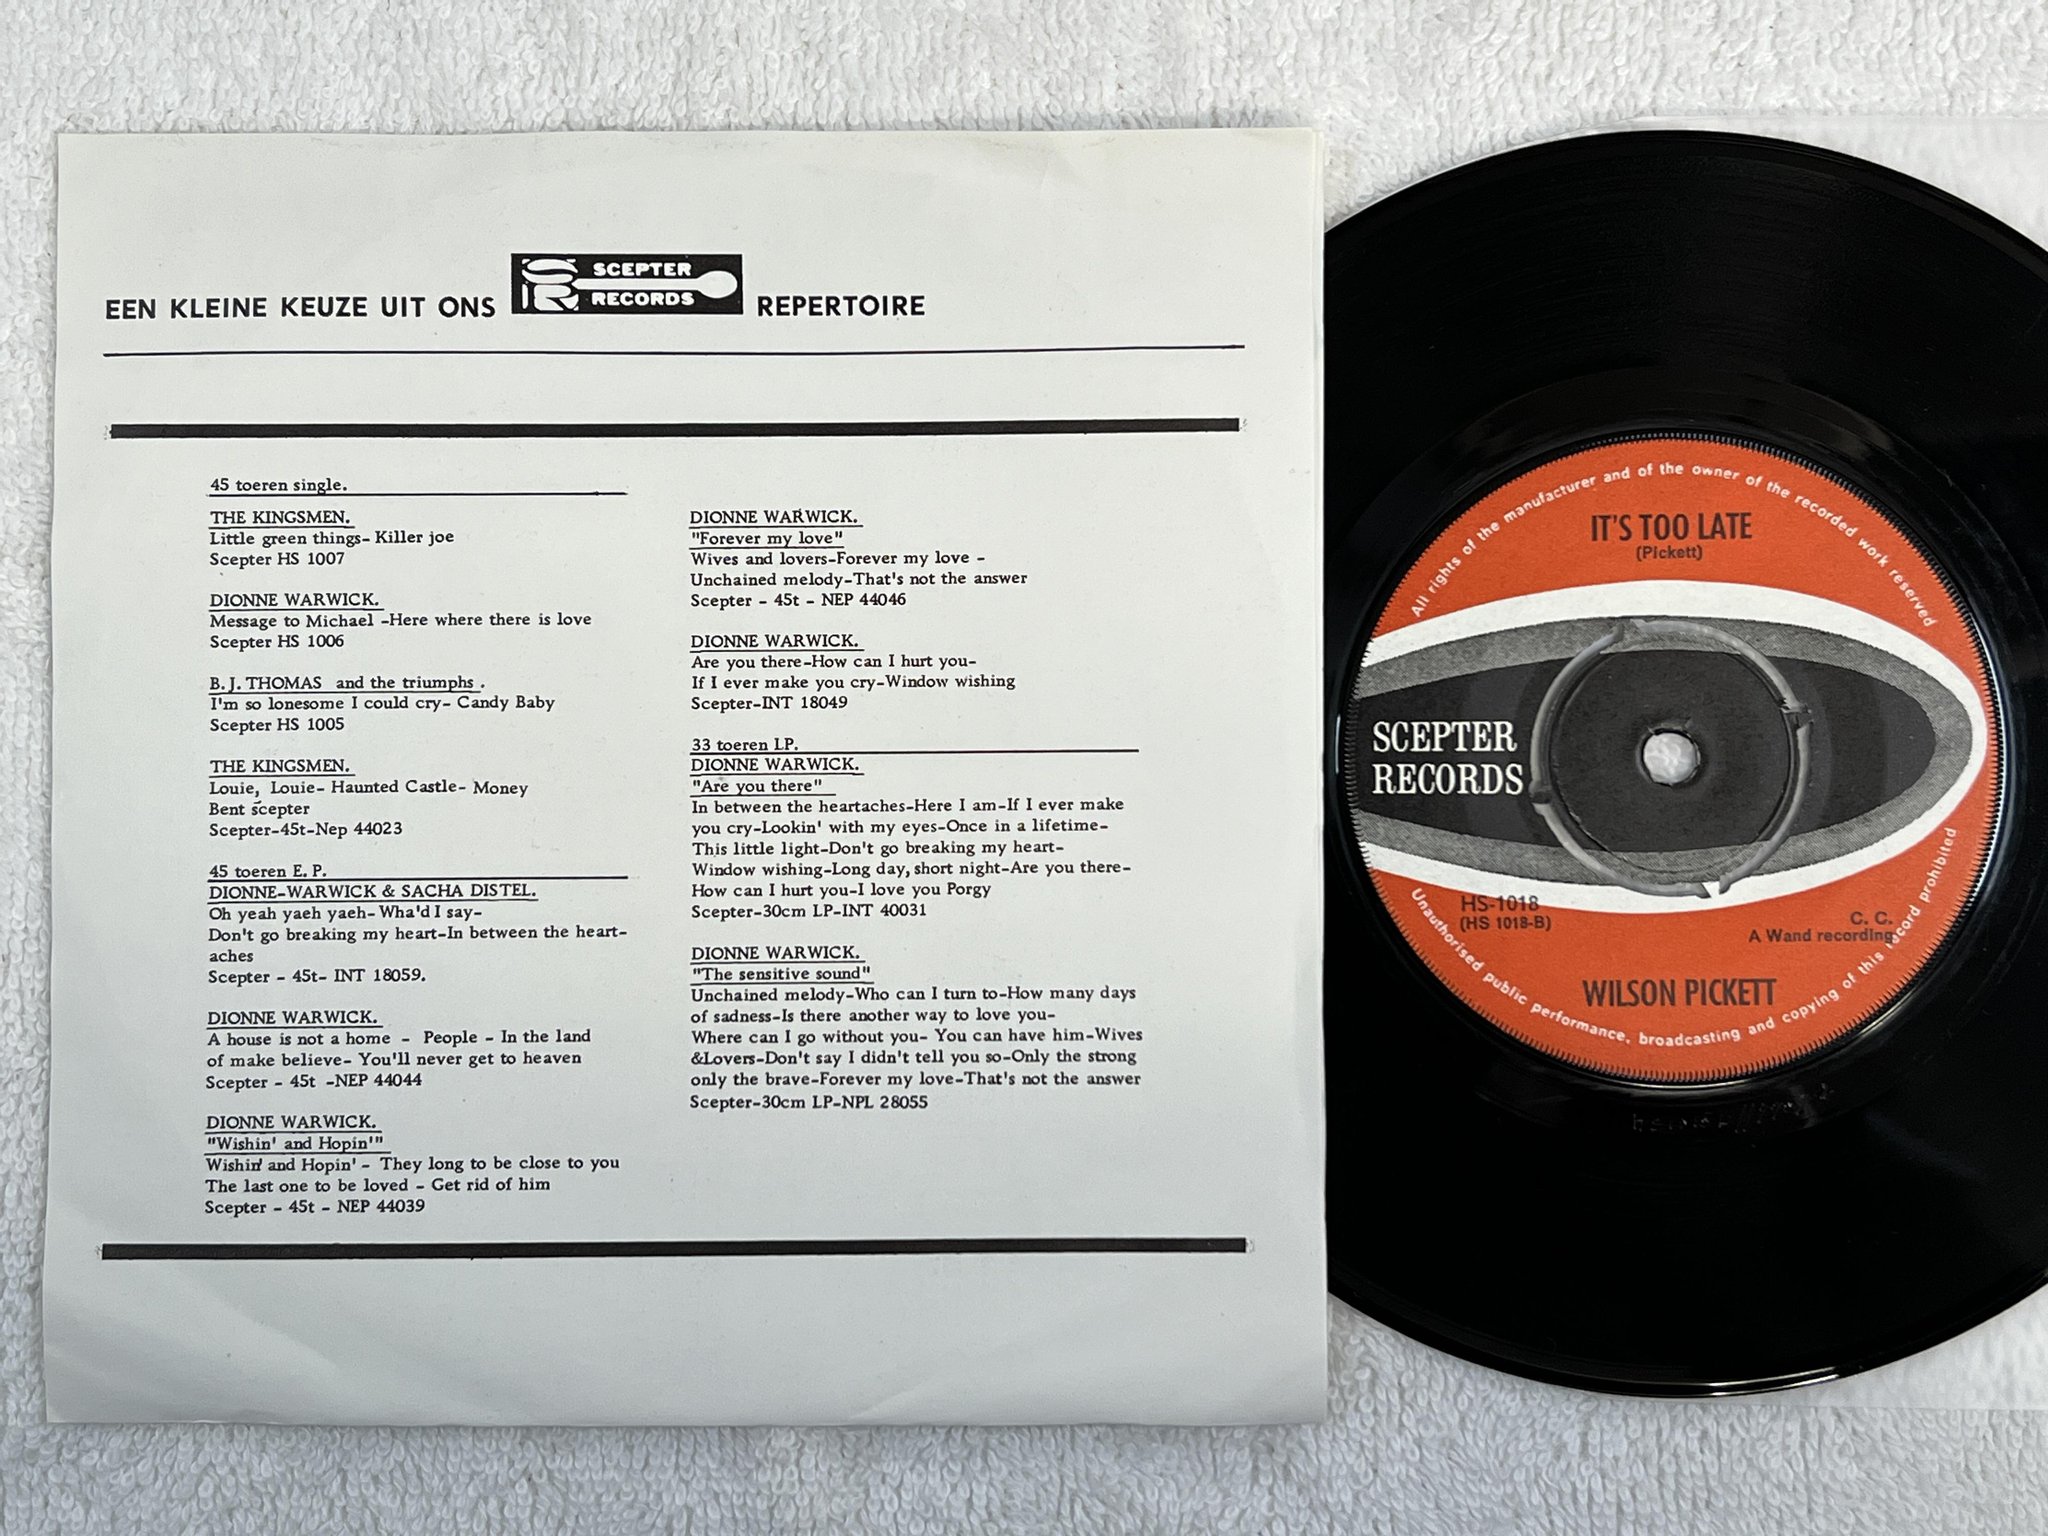 EEN KLEINE KEUZE UIT ONS SCEPTER RECORDS REPERTOIRE
45 toeren single.
THE KINGSMEN.
Little green things- Killer joe
Scepter HS 1007
DIONNE WARWICK.
Message to Michael -Here where there is love
Scepter HS 1006
B.J. THOMAS and the triumphs .
I'm so lonesome I could cry- Candy Baby
Scepter HS 1005
THE KINGSMEN.
Louie, Louie- Haunted Castle- Money
Bent scepter
Scepter-45t-Nep 44023
45 toeren E.P.
DIONNE-WARWICK & SACHA DISTEL.
Oh yeah yaeh yaeh- Wha'd I say-
Don't go breaking my heart-In between the heart-
aches
Scepter - 45t- INT 18059.
DIONNE WARWICK.
A house is not a home - People - In the land
of make believe- You'll never get to heaven
Scepter - 45t -NEP 44044
DIONNE WARWICK.
"Wishin' and Hopin'"
Wishin' and Hopin' - They long to be close to you
The last one to be loved - Get rid of him
Scepter - 45t - NEP 44039
DIONNE WARWICK.
"Forever my love"
Wives and lovers-Forever my love -
Unchained melody-That's not the answer
Scepter - 45t - NEP 44046
DIONNE WARWICK.
Are you there-How can I hurt you-
If I ever make you cry-Window wishing
Scepter-INT 18049
33 toeren LP.
DIONNE WARWICK.
"Are you there"
In between the heartaches-Here I am-If I ever make
you cry-Lookin' with my eyes-Once in a lifetime-
This little light-Don't go breaking my heart-
Window wishing-Long day, short night-Are you there-
How can I hurt you-I love you Porgy
Scepter-30cm LP-INT 40031
DIONNE WARWICK.
"The sensitive sound"
Unchained melody-Who can I turn to-How many days
of sadness-Is there another way to love you-
Where can I go without you- You can have him-Wives
&Lovers-Don't say I didn't tell you so-Only the strong
only the brave-Forever my love-That's not the answer
Scepter-30cm LP-NPL 28055
All rights of the manufacturer and of the owner of the recorded work reserved
IT'S TOO LATE
(Pickett)
SCEPTER
RECORDS
HS-1018
(HS 1018-B)
C. C.
A Wand recording
WILSON PICKETT
Unauthorised public performance, broadcasting and copying of this record prohibited